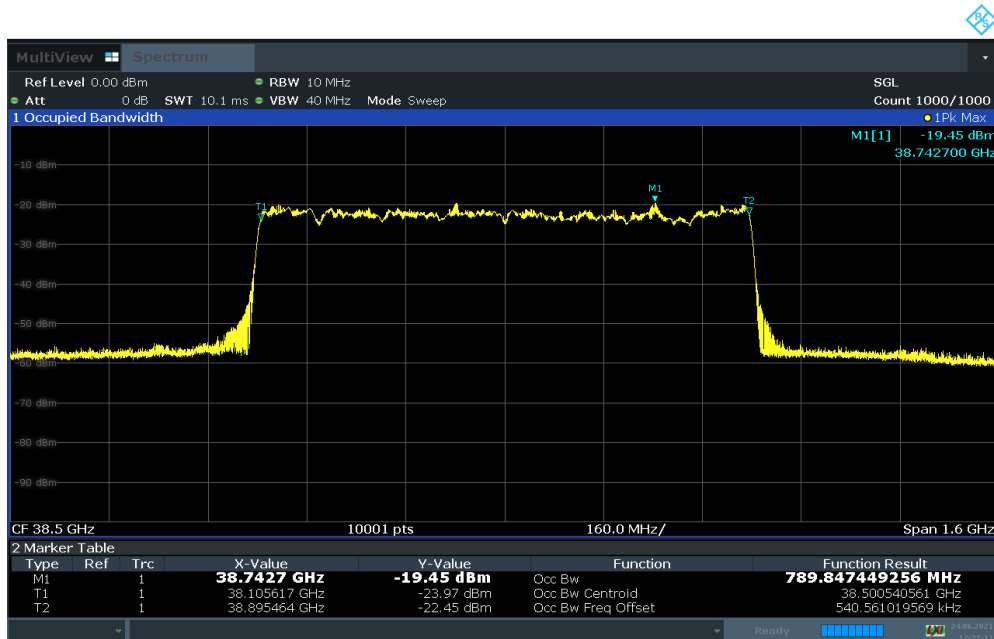 R&S
MultiView Spectrum
Ref Level 0.00 dBm RBW 10 MHz SGL
Att 0 dB SWT 10.1 ms VBW 40 MHz Mode Sweep Count 1000/1000
1 Occupied Bandwidth 1Pk Max
M1[1] -19.45 dBm
38.742700 GHz
-10 dBm
M1
T1 T2
-20 dBm
-30 dBm
-40 dBm
-50 dBm
-60 dBm
-70 dBm
-80 dBm
-90 dBm
CF 38.5 GHz 10001 pts 160.0 MHz/ Span 1.6 GHz
2 Marker Table
Type Ref Trc X-Value Y-Value Function Function Result
M1 1 38.7427 GHz -19.45 dBm Occ Bw 789.847449256 MHz
T1 1 38.105617 GHz -23.97 dBm Occ Bw Centroid 38.500540561 GHz
T2 1 38.895464 GHz -22.45 dBm Occ Bw Freq Offset 540.561019569 kHz
Ready LXI 24.08.2021